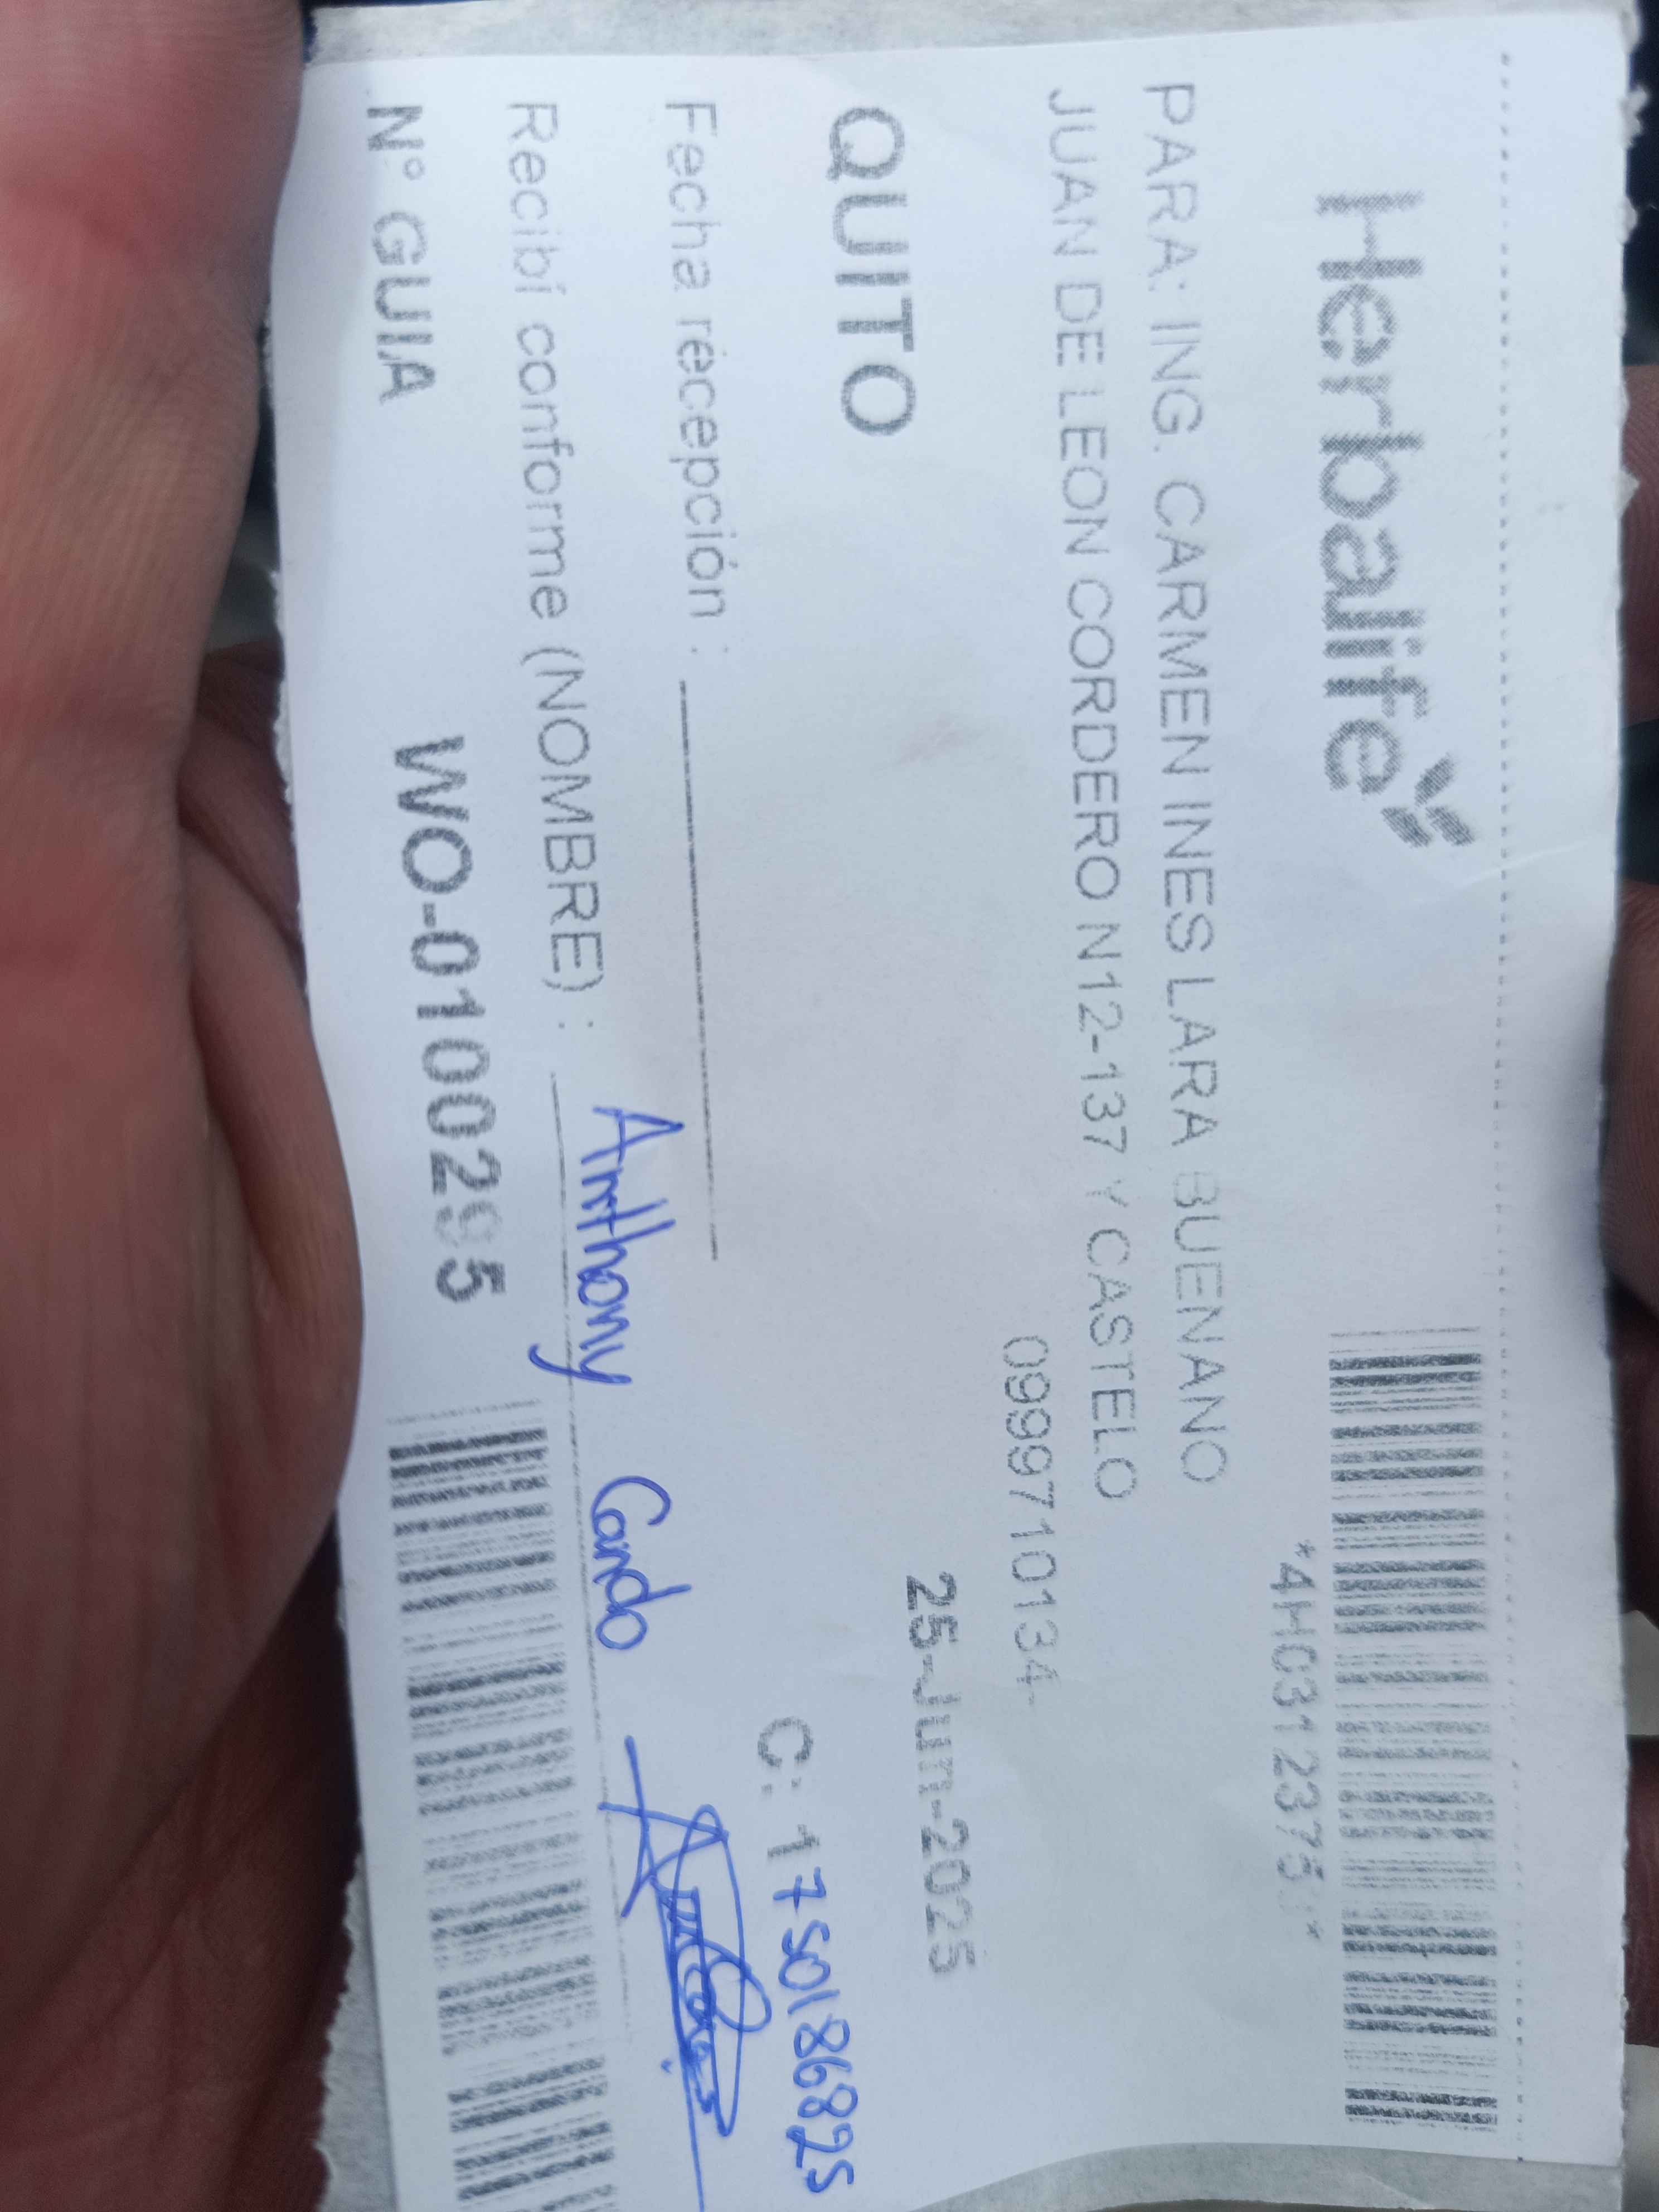 Herbalife
*4H0312375
PARA: ING. CARMEN INES LARA BUENANO
JUAN DE LEON CORDERO N12-137 Y CASTELO
0999710134
QUITO
25-Jun-2025
Fecha recepción :
C: 1750186825
Recibí conforme (NOMBRE) : Anthony Cando
N° GUIA WO-0100295